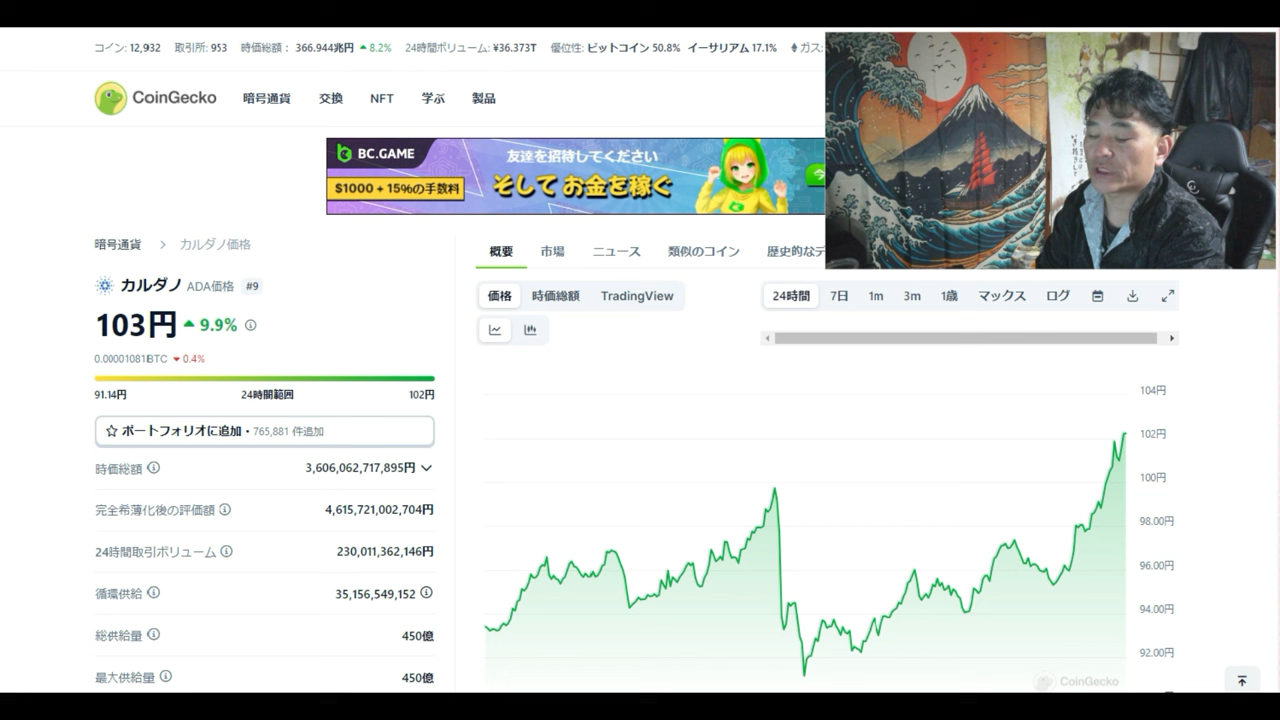 コイン: 12,932 取引所: 953 時価総額: 366.944兆円 8.2% 24時間ボリューム: ¥36.373T 優位性: ビットコイン 50.8% イーサリアム 17.1% ガス:
CoinGecko 暗号通貨 交換 NFT 学ぶ 製品
BC.GAME 友達を招待してください
$1000 + 15%の手数料 そして お金を稼ぐ
暗号通貨 カルダノ価格
概要 市場 ニュース 類似のコイン 歴史的な
カルダノ ADA価格 #9
価格 時価総額 TradingView 24時間 7日 1m 3m 1歳 マックス ログ
103円 9.9%
0.00001081BTC 0.4%
91.14円 24時間範囲 102円
ポートフォリオに追加 • 765,881 件追加
時価総額 3,606,062,717,895円
完全希薄化後の評価額 4,615,721,002,704円
24時間取引ボリューム 230,011,362,146円
循環供給 35,156,549,152
総供給量 450億
最大供給量 450億
104円
102円
100円
98.00円
96.00円
94.00円
92.00円
CoinGecko